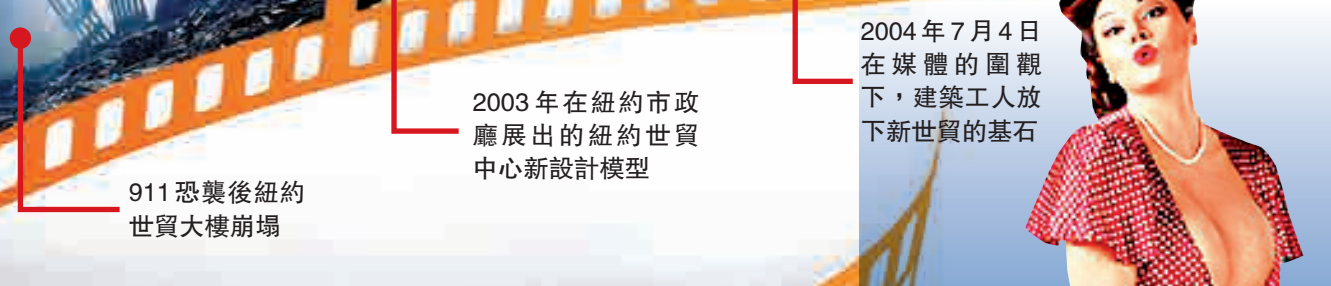 911 恐襲後紐約
世貿大樓崩塌
2003 年在紐約市政
廳展出的紐約世貿
中心新設計模型
2004 年 7 月 4 日
在媒體的圍觀
下，建築工人放
下新世貿的基石